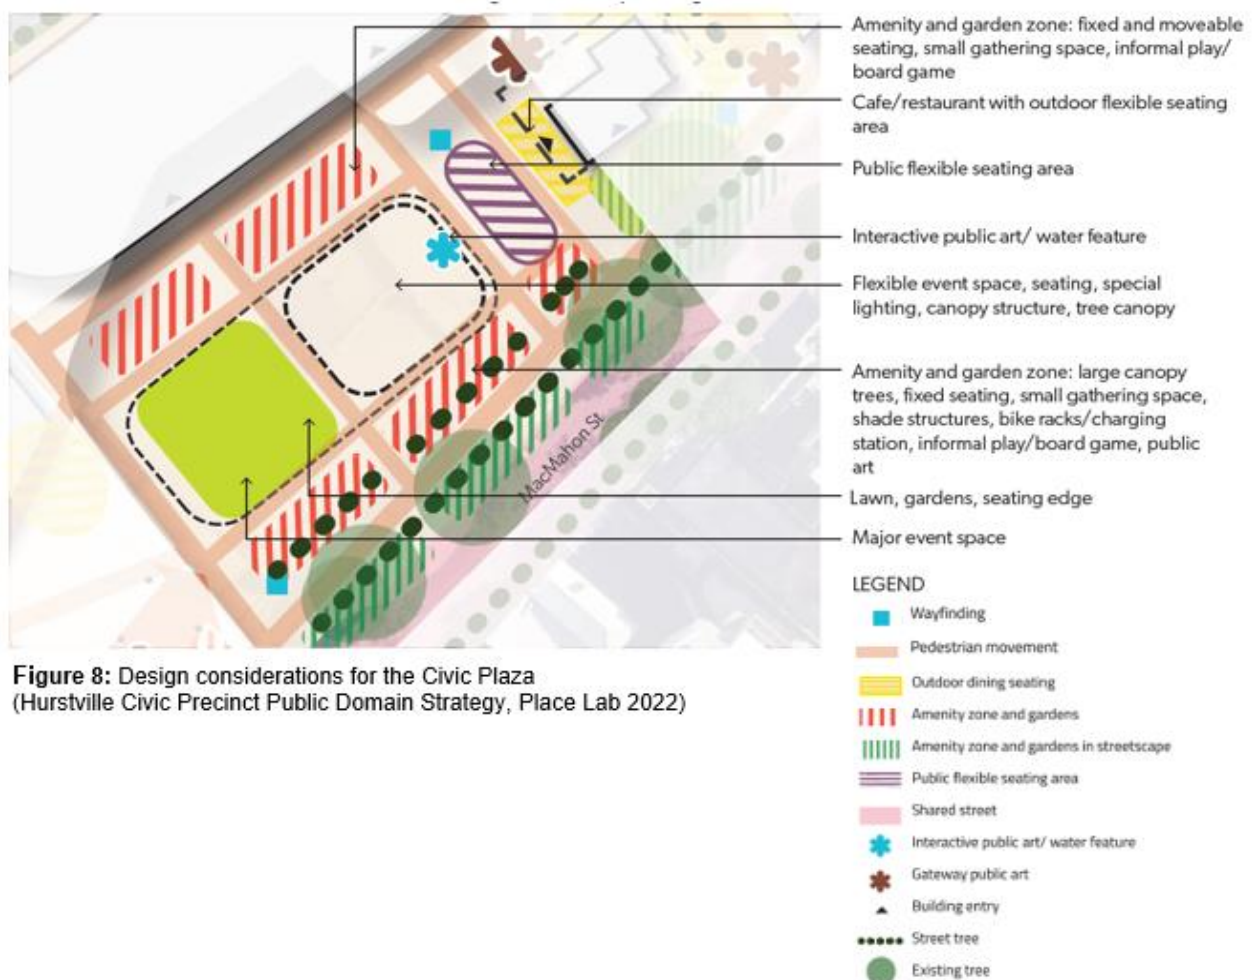 Amenity and garden zone: fixed and moveable
seating, small gathering space, informal play/
board game
Cafe/restaurant with outdoor flexible seating
area
Public flexible seating area
Interactive public art/ water feature
Flexible event space, seating, special
lighting, canopy structure, tree canopy
Amenity and garden zone: large canopy
trees, fixed seating, small gathering space,
shade structures, bike racks/charging
station, informal play/board game, public
art
MacMahon St
Lawn, gardens, seating edge
Major event space
LEGEND
Wayfinding
Pedestrian movement
Outdoor dining seating
Amenity zone and gardens
Amenity zone and gardens in streetscape
Public flexible seating area
Shared street
Interactive public art/ water feature
Gateway public art
Building entry
Street tree
Existing tree
Figure 8: Design considerations for the Civic Plaza
(Hurstville Civic Precinct Public Domain Strategy, Place Lab 2022)